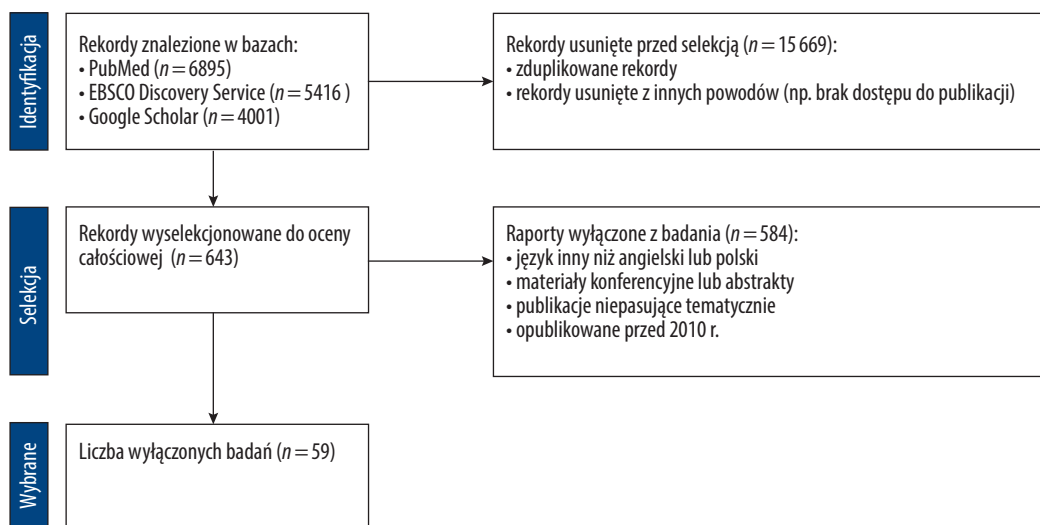 Identyfikacja
Rekordy znalezione w bazach:
• PubMed (n = 6895)
• EBSCO Discovery Service (n = 5416 )
• Google Scholar (n = 4001)
Rekordy usunięte przed selekcją (n = 15 669):
• zduplikowane rekordy
• rekordy usunięte z innych powodów (np. brak dostępu do publikacji)
Selekcja
Rekordy wyselekcjonowane do oceny
całościowej (n = 643)
Raporty wyłączone z badania (n = 584):
• język inny niż angielski lub polski
• materiały konferencyjne lub abstrakty
• publikacje niepasujące tematycznie
• opublikowane przed 2010 r.
Wybrane
Liczba wyłączonych badań (n = 59)